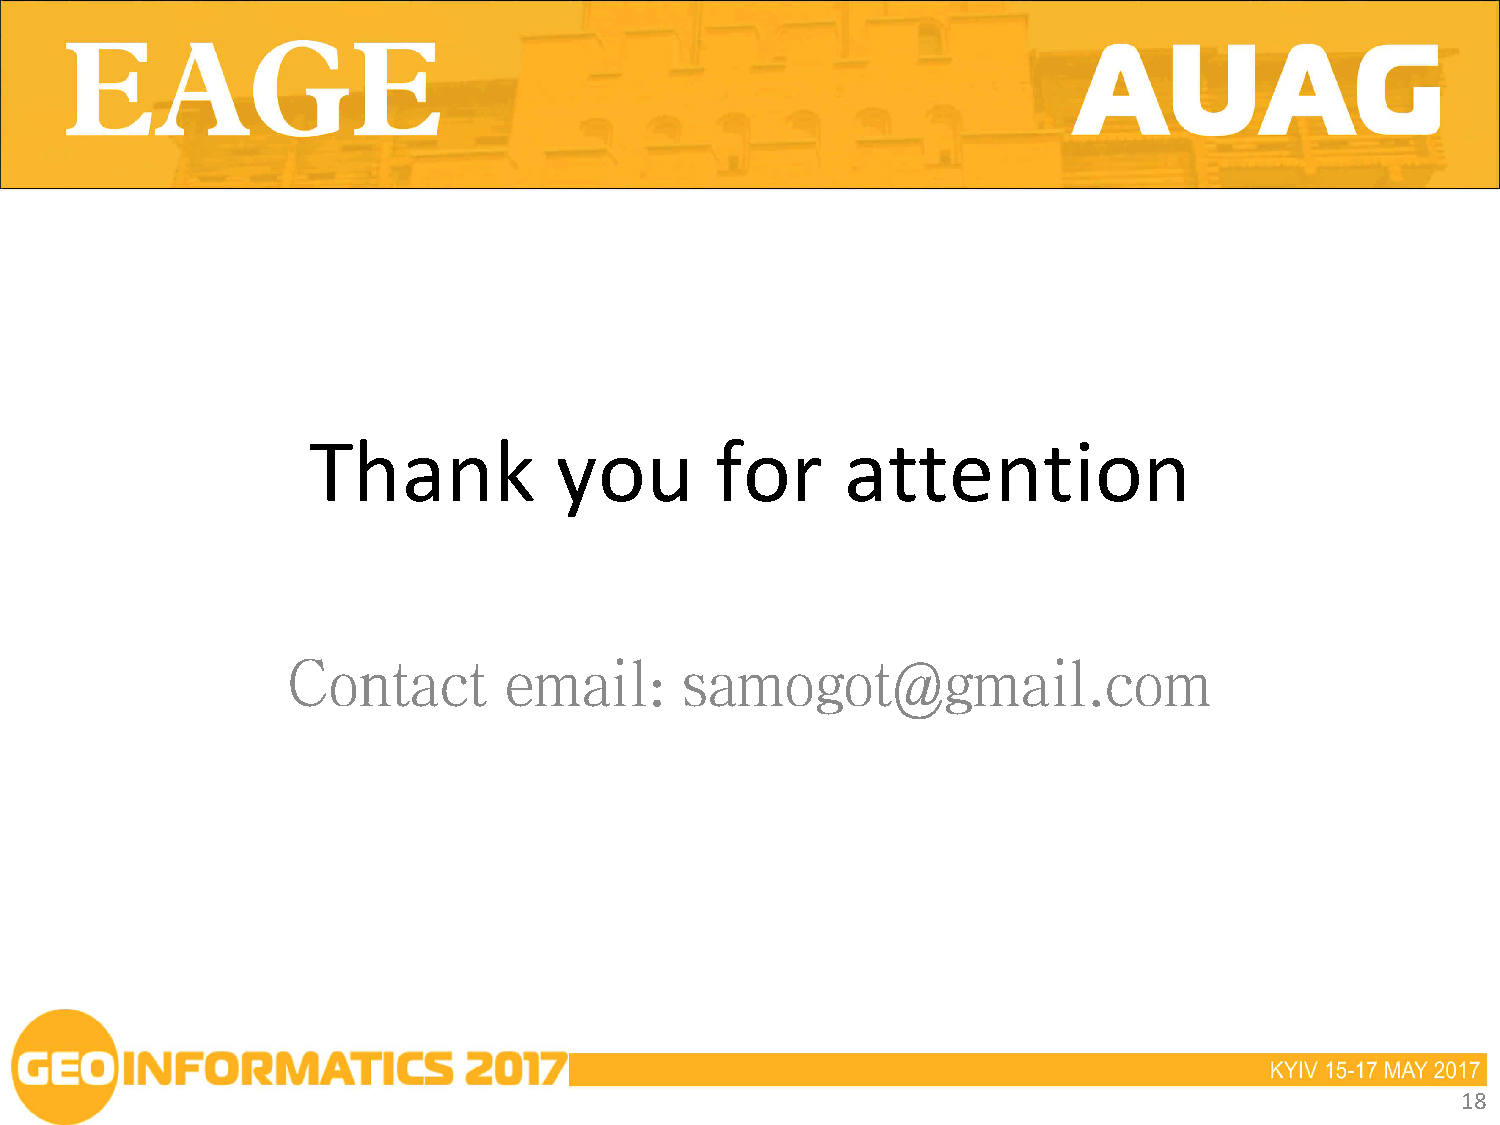 EAGE AUAG
Thank you for attention
Contact email: samogot@gmail.com
GEOINFORMATICS 2017
KYIV 15-17 MAY 2017
18